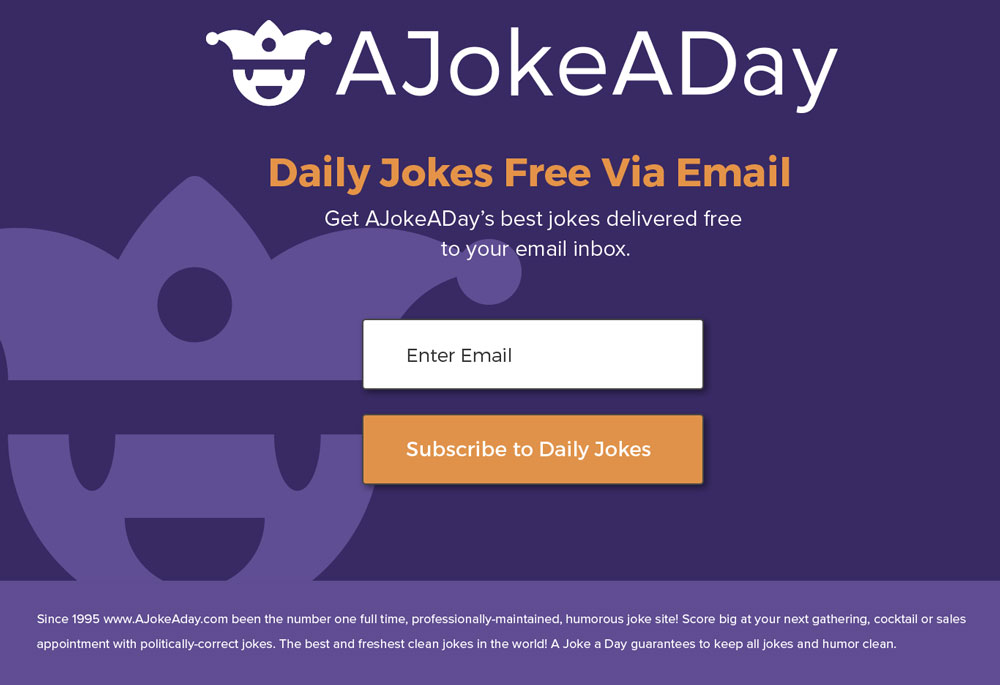 AJokeADay
Daily Jokes Free Via Email
Get AJokeADay’s best jokes delivered free
to your email inbox.
Enter Email
Subscribe to Daily Jokes
Since 1995 www.AJokeAday.com been the number one full time, professionally-maintained, humorous joke site! Score big at your next gathering, cocktail or sales
appointment with politically-correct jokes. The best and freshest clean jokes in the world! A Joke a Day guarantees to keep all jokes and humor clean.